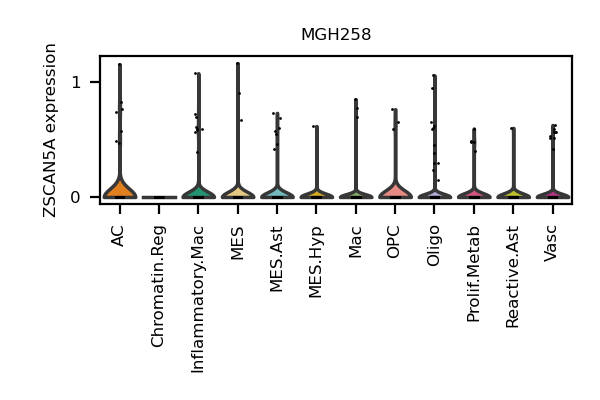 MGH258
ZSCAN5A expression
1
0
AC
Chromatin.Reg
Inflammatory.Mac
MES
MES.Ast
MES.Hyp
Mac
OPC
Oligo
Prolif.Metab
Reactive.Ast
Vasc